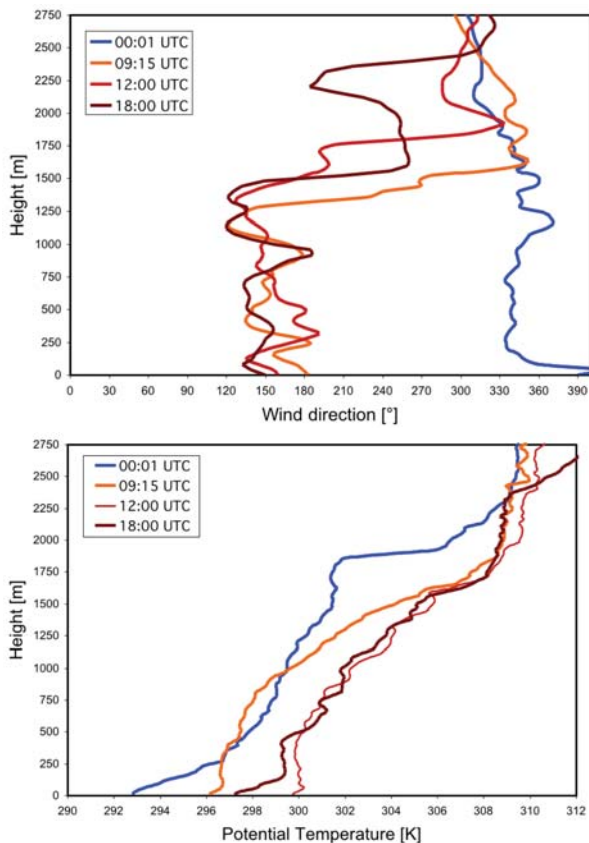 2750
2500
2250
2000
1750
1500
1250
1000
750
500
250
0
Height [m]
00:01 UTC
09:15 UTC
12:00 UTC
18:00 UTC
0 30 60 90 120 150 180 210 240 270 300 330 360 390
Wind direction [°]
2750
2500
2250
2000
1750
1500
1250
1000
750
500
250
0
Height [m]
00:01 UTC
09:15 UTC
12:00 UTC
18:00 UTC
290 292 294 296 298 300 302 304 306 308 310 312
Potential Temperature [K]